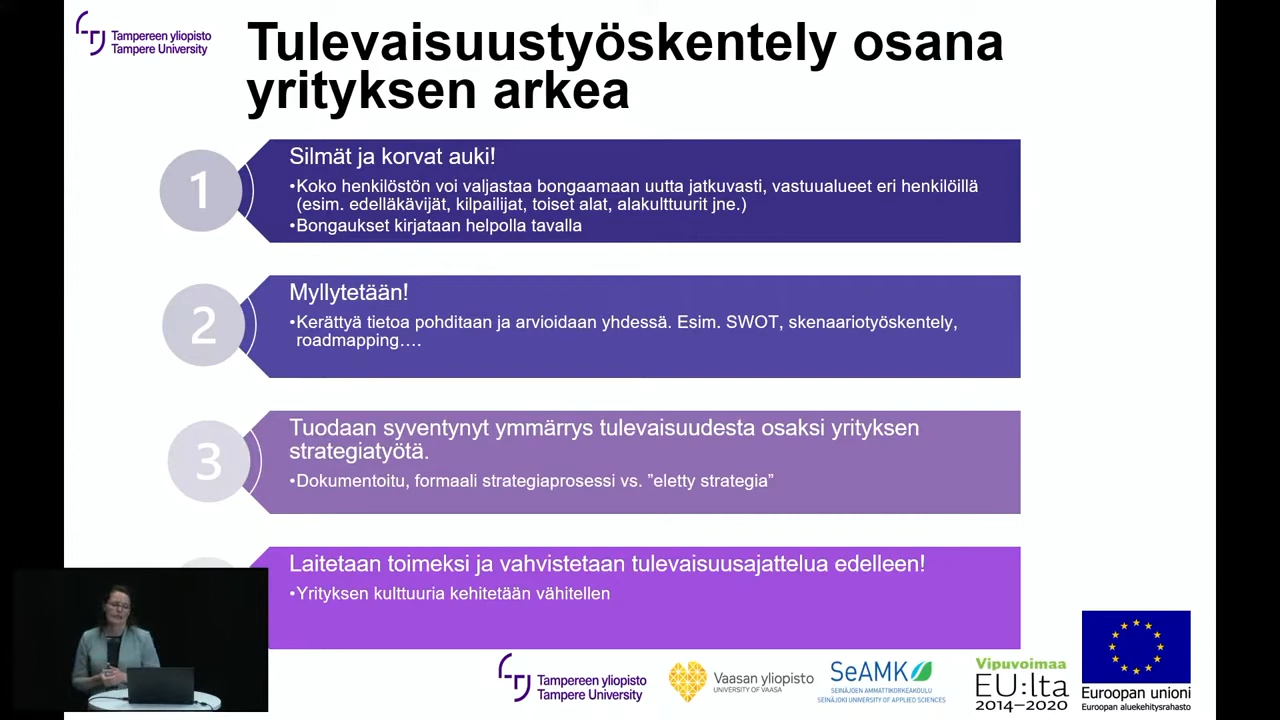 Tampereen yliopisto
Tampere University
Tulevaisuustyöskentely osana
yrityksen arkea
1
Silmät ja korvat auki!
•Koko henkilöstön voi valjastaa bongaamaan uutta jatkuvasti, vastuualueet eri henkilöillä
(esim. edelläkävijät, kilpailijat, toiset alat, alakulttuurit jne.)
•Bongaukset kirjataan helpolla tavalla
2
Myllytetään!
•Kerättyä tietoa pohditaan ja arvioidaan yhdessä. Esim. SWOT, skenaariotyöskentely,
roadmapping….
3
Tuodaan syventynyt ymmärrys tulevaisuudesta osaksi yrityksen
strategiatyötä.
•Dokumentoitu, formaali strategiaprosessi vs. ”eletty strategia”
Laitetaan toimeksi ja vahvistetaan tulevaisuusajattelua edelleen!
•Yrityksen kulttuuria kehitetään vähitellen
Tampereen yliopisto
Tampere University
Vaasan yliopisto
UNIVERSITY OF VAASA
SeAMK
SEINÄJOEN AMMATTIKORKEAKOULU
SEINÄJOKI UNIVERSITY OF APPLIED SCIENCES
Vipuvoimaa
EU:lta
2014–2020
Euroopan unioni
Euroopan aluekehitysrahasto